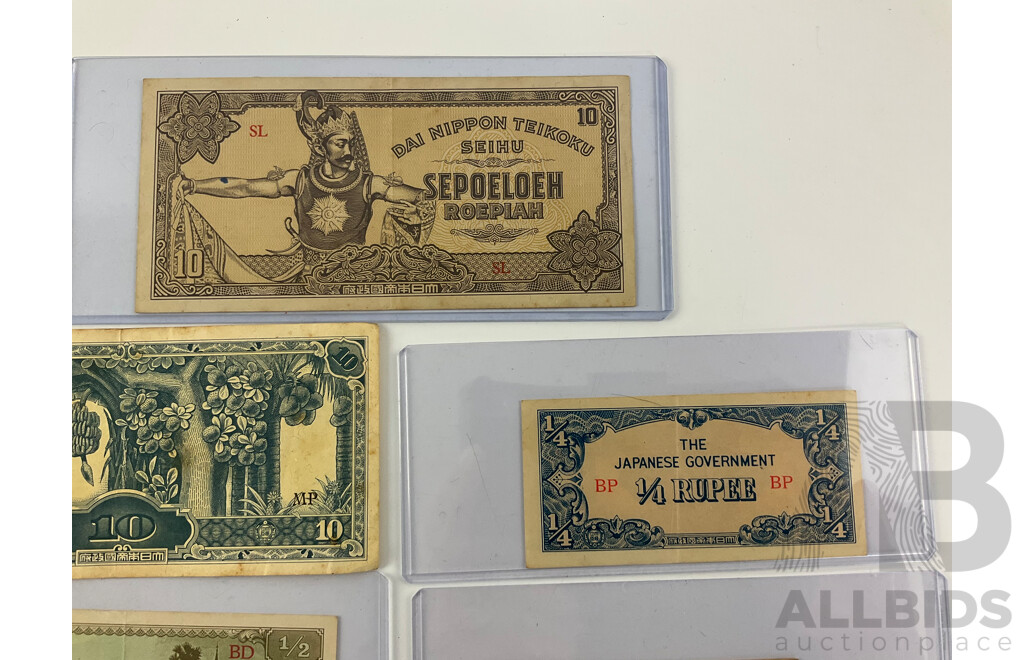 10
SL
DAI NIPPON TEIKOKU
SEIHU
SEPOELOEH
ROEPIAH
10
SL
大日本帝國政府
10
MP
10
10
大日本帝國政府
BD
1/2
1/4
1/4
THE
JAPANESE GOVERNMENT
BP
1/4 RUPEE
BP
1/4
1/4
大日本帝國政府
AB
ALLBIDS
auctionplace